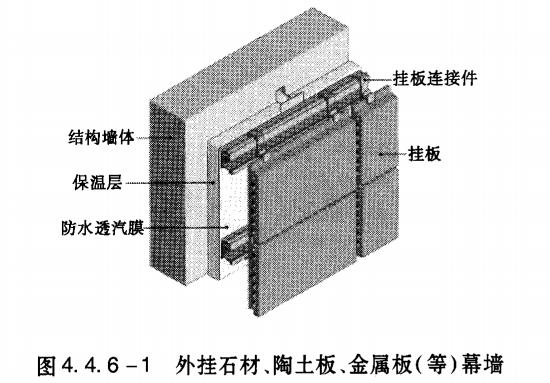 挂板连接件
结构墙体
挂板
保温层
防水透汽膜
图4.4.6-1 外挂石材、陶土板、金属板(等)幕墙